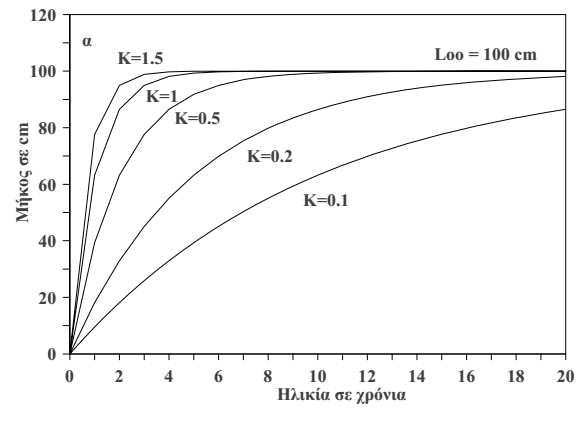 120
100
80
60
40
20
0
Μήκος σε cm
α
K=1.5
Loo = 100 cm
K=1
K=0.5
K=0.2
K=0.1
0 2 4 6 8 10 12 14 16 18 20
Ηλικία σε χρόνια